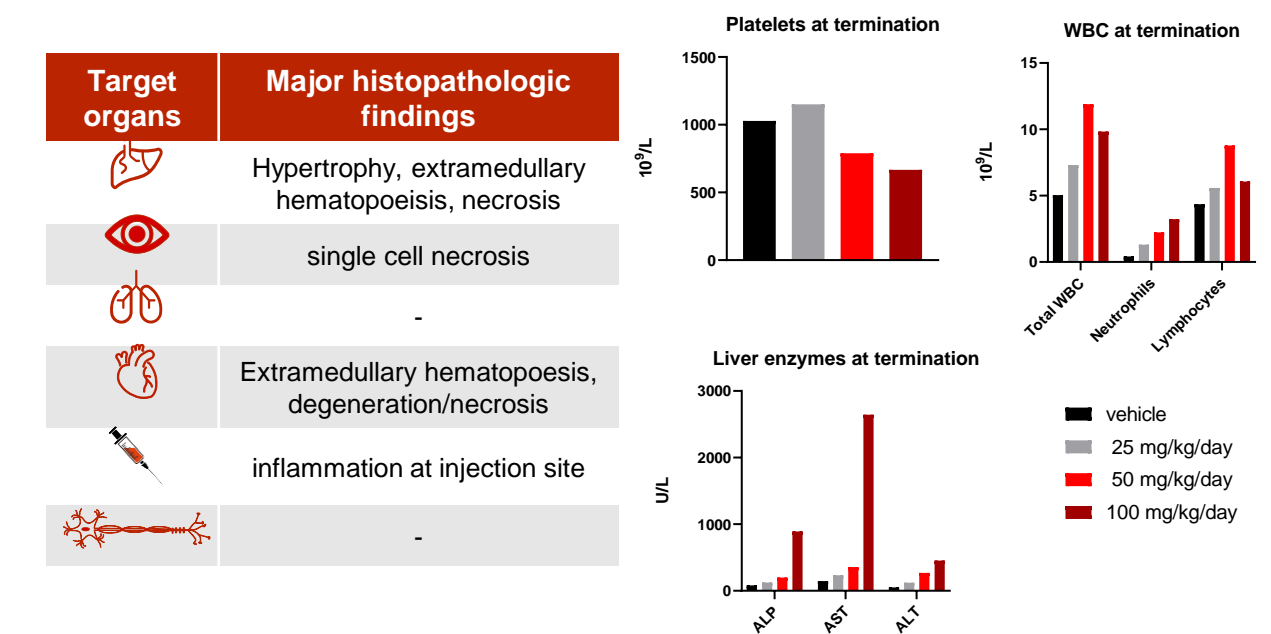 Target
organs
Major histopathologic
findings
Hypertrophy, extramedullary
hematopoeisis, necrosis
single cell necrosis
-
Extramedullary hematopoesis,
degeneration/necrosis
inflammation at injection site
-
Platelets at termination
10⁹/L
1500
1000
500
0
WBC at termination
10⁹/L
15
10
5
0
Total WBC
Neutrophils
Lymphocytes
Liver enzymes at termination
U/L
3000
2000
1000
0
ALP
AST
ALT
vehicle
25 mg/kg/day
50 mg/kg/day
100 mg/kg/day